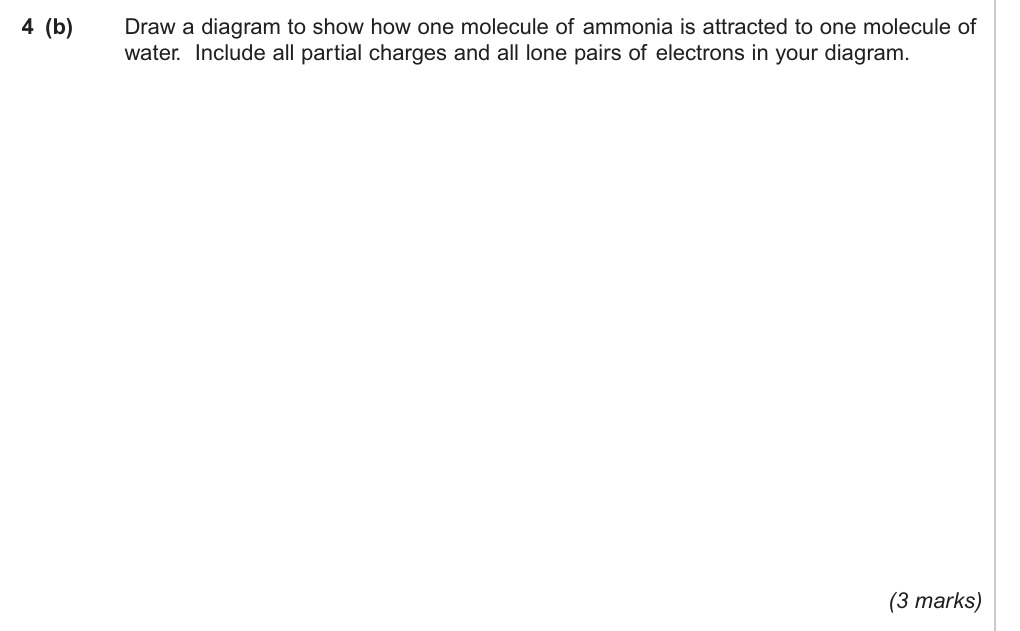 4 (b) Draw a diagram to show how one molecule of ammonia is attracted to one molecule of
water. Include all partial charges and all lone pairs of electrons in your diagram.
(3 marks)